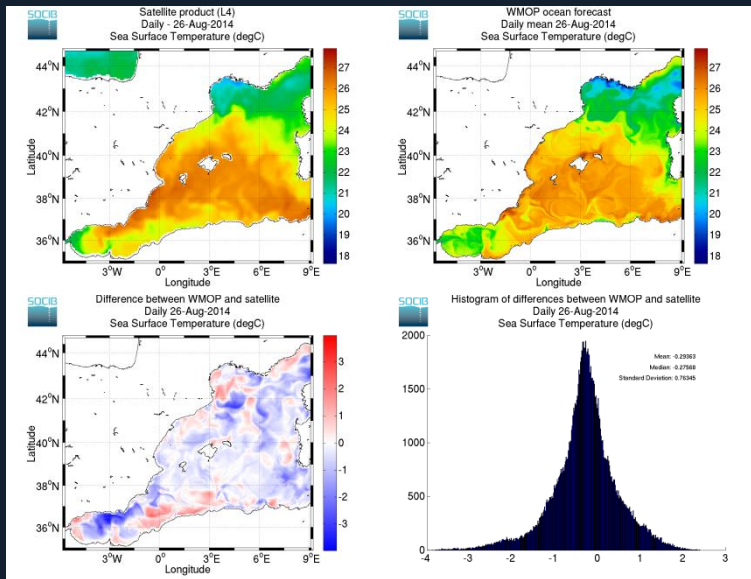 SOCIB
Satellite product (L4)
Daily - 26-Aug-2014
Sea Surface Temperature (degC)
44°N
42°N
40°N
38°N
36°N
Latitude
3°W
0°
3°E
6°E
9°E
Longitude
27
26
25
24
23
22
21
20
19
18
SOCIB
WMOP ocean forecast
Daily mean 26-Aug-2014
Sea Surface Temperature (degC)
44°N
42°N
40°N
38°N
36°N
Latitude
3°W
0°
3°E
6°E
9°E
Longitude
27
26
25
24
23
22
21
20
19
18
SOCIB
Difference between WMOP and satellite
Daily 26-Aug-2014
Sea Surface Temperature (degC)
44°N
42°N
40°N
38°N
36°N
Latitude
3°W
0°
3°E
6°E
9°E
Longitude
3
2
1
0
-1
-2
-3
SOCIB
Histogram of differences between WMOP and satellite
Daily 26-Aug-2014
Sea Surface Temperature (degC)
Mean: -0.29363
Median: -0.27560
Standard Deviation: 0.76345
2000
1500
1000
500
0
-4
-3
-2
-1
0
1
2
3